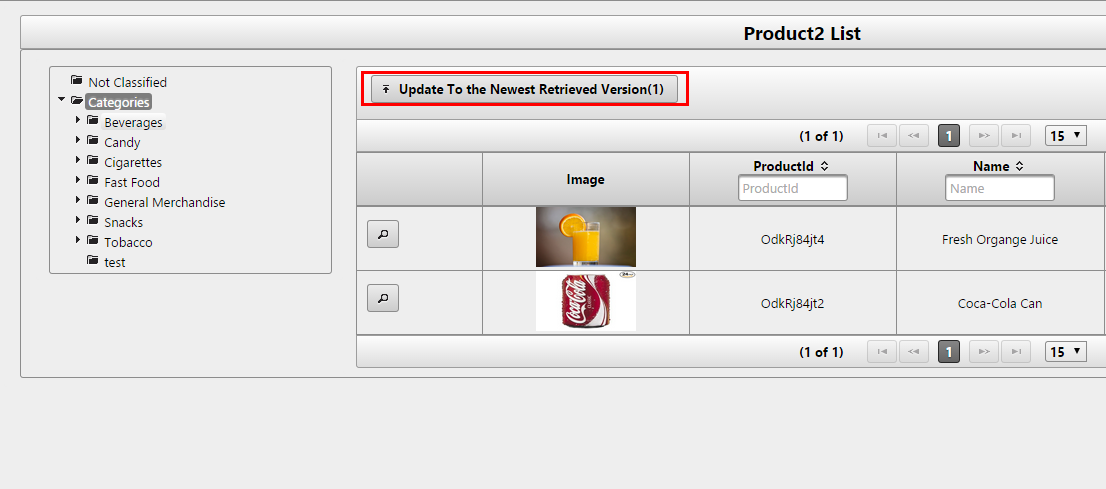 Product2 List
Not Classified
Categories
Beverages
Candy
Cigarettes
Fast Food
General Merchandise
Snacks
Tobacco
test
Update To the Newest Retrieved Version(1)
(1 of 1) 1 15
Image ProductId Name
ProductId Name
OdkRj84jt4 Fresh Organge Juice
Coca-Cola
OdkRj84jt2 Coca-Cola Can
(1 of 1) 1 15